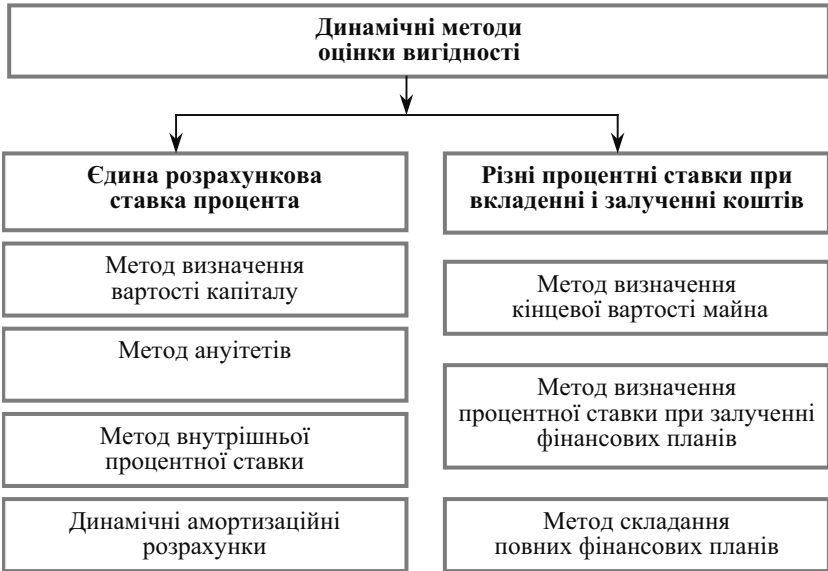 Динамічні методи
оцінки вигідності
Єдина розрахункова
ставка процента
Метод визначення
вартості капіталу
Метод ануітетів
Метод внутрішньої
процентної ставки
Динамічні амортизаційні
розрахунки
Різні процентні ставки при
вкладенні і залученні коштів
Метод визначення
кінцевої вартості майна
Метод визначення
процентної ставки при залученні
фінансових планів
Метод складання
повних фінансових планів